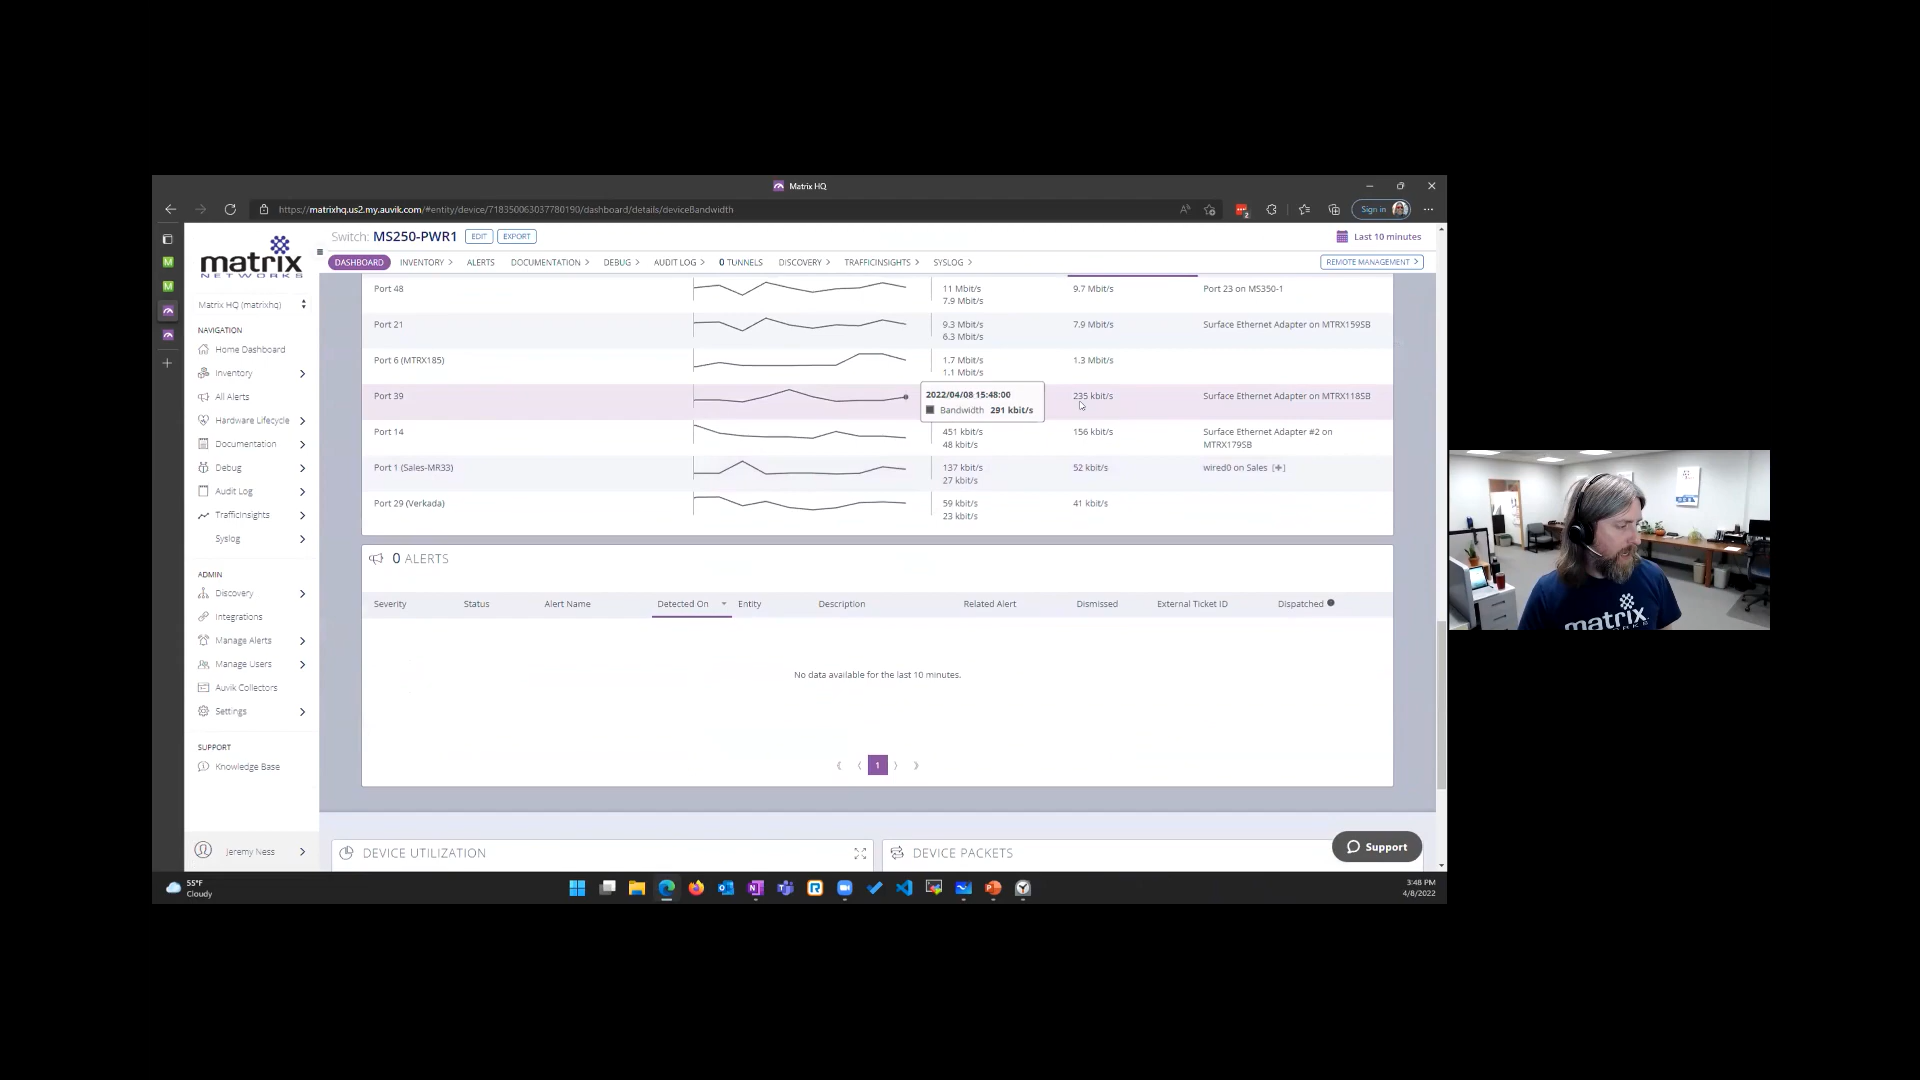 Matrix HQ
https://matrixhq.us2.my.auvik.com/#entity/device/718350063037780190/dashboard/details/deviceBandwidth
2
Sign in
matrix
NETWORKS
Switch: MS250-PWR1
EDIT
EXPORT
Last 10 minutes
DASHBOARD INVENTORY ALERTS DOCUMENTATION DEBUG AUDIT LOG 0 TUNNELS DISCOVERY TRAFFICINSIGHTS SYSLOG
REMOTE MANAGEMENT
Matrix HQ (matrixhq)
NAVIGATION
Home Dashboard
Inventory
All Alerts
Hardware Lifecycle
Documentation
Debug
Audit Log
TrafficInsights
Syslog
ADMIN
Discovery
Integrations
Manage Alerts
Manage Users
Auvik Collectors
Settings
SUPPORT
Knowledge Base
Jeremy Ness
Port 48 11 Mbit/s 9.7 Mbit/s Port 23 on MS350-1
7.9 Mbit/s
Port 21 9.3 Mbit/s 7.9 Mbit/s Surface Ethernet Adapter on MTRX159SB
6.3 Mbit/s
Port 6 (MTRX185) 1.7 Mbit/s 1.3 Mbit/s
1.1 Mbit/s
Port 39 235 kbit/s Surface Ethernet Adapter on MTRX118SB
2022/04/08 15:48:00
Bandwidth 291 kbit/s
Port 14 451 kbit/s 156 kbit/s Surface Ethernet Adapter #2 on
48 kbit/s MTRX179SB
Port 1 (Sales-MR33) 137 kbit/s 52 kbit/s wired0 on Sales [+]
27 kbit/s
Port 29 (Verkada) 59 kbit/s 41 kbit/s
23 kbit/s
0 ALERTS
Severity Status Alert Name Detected On Entity Description Related Alert Dismissed External Ticket ID Dispatched
No data available for the last 10 minutes.
1
DEVICE UTILIZATION
DEVICE PACKETS
Support
55°F
Cloudy
3:48 PM
4/8/2022
matrix